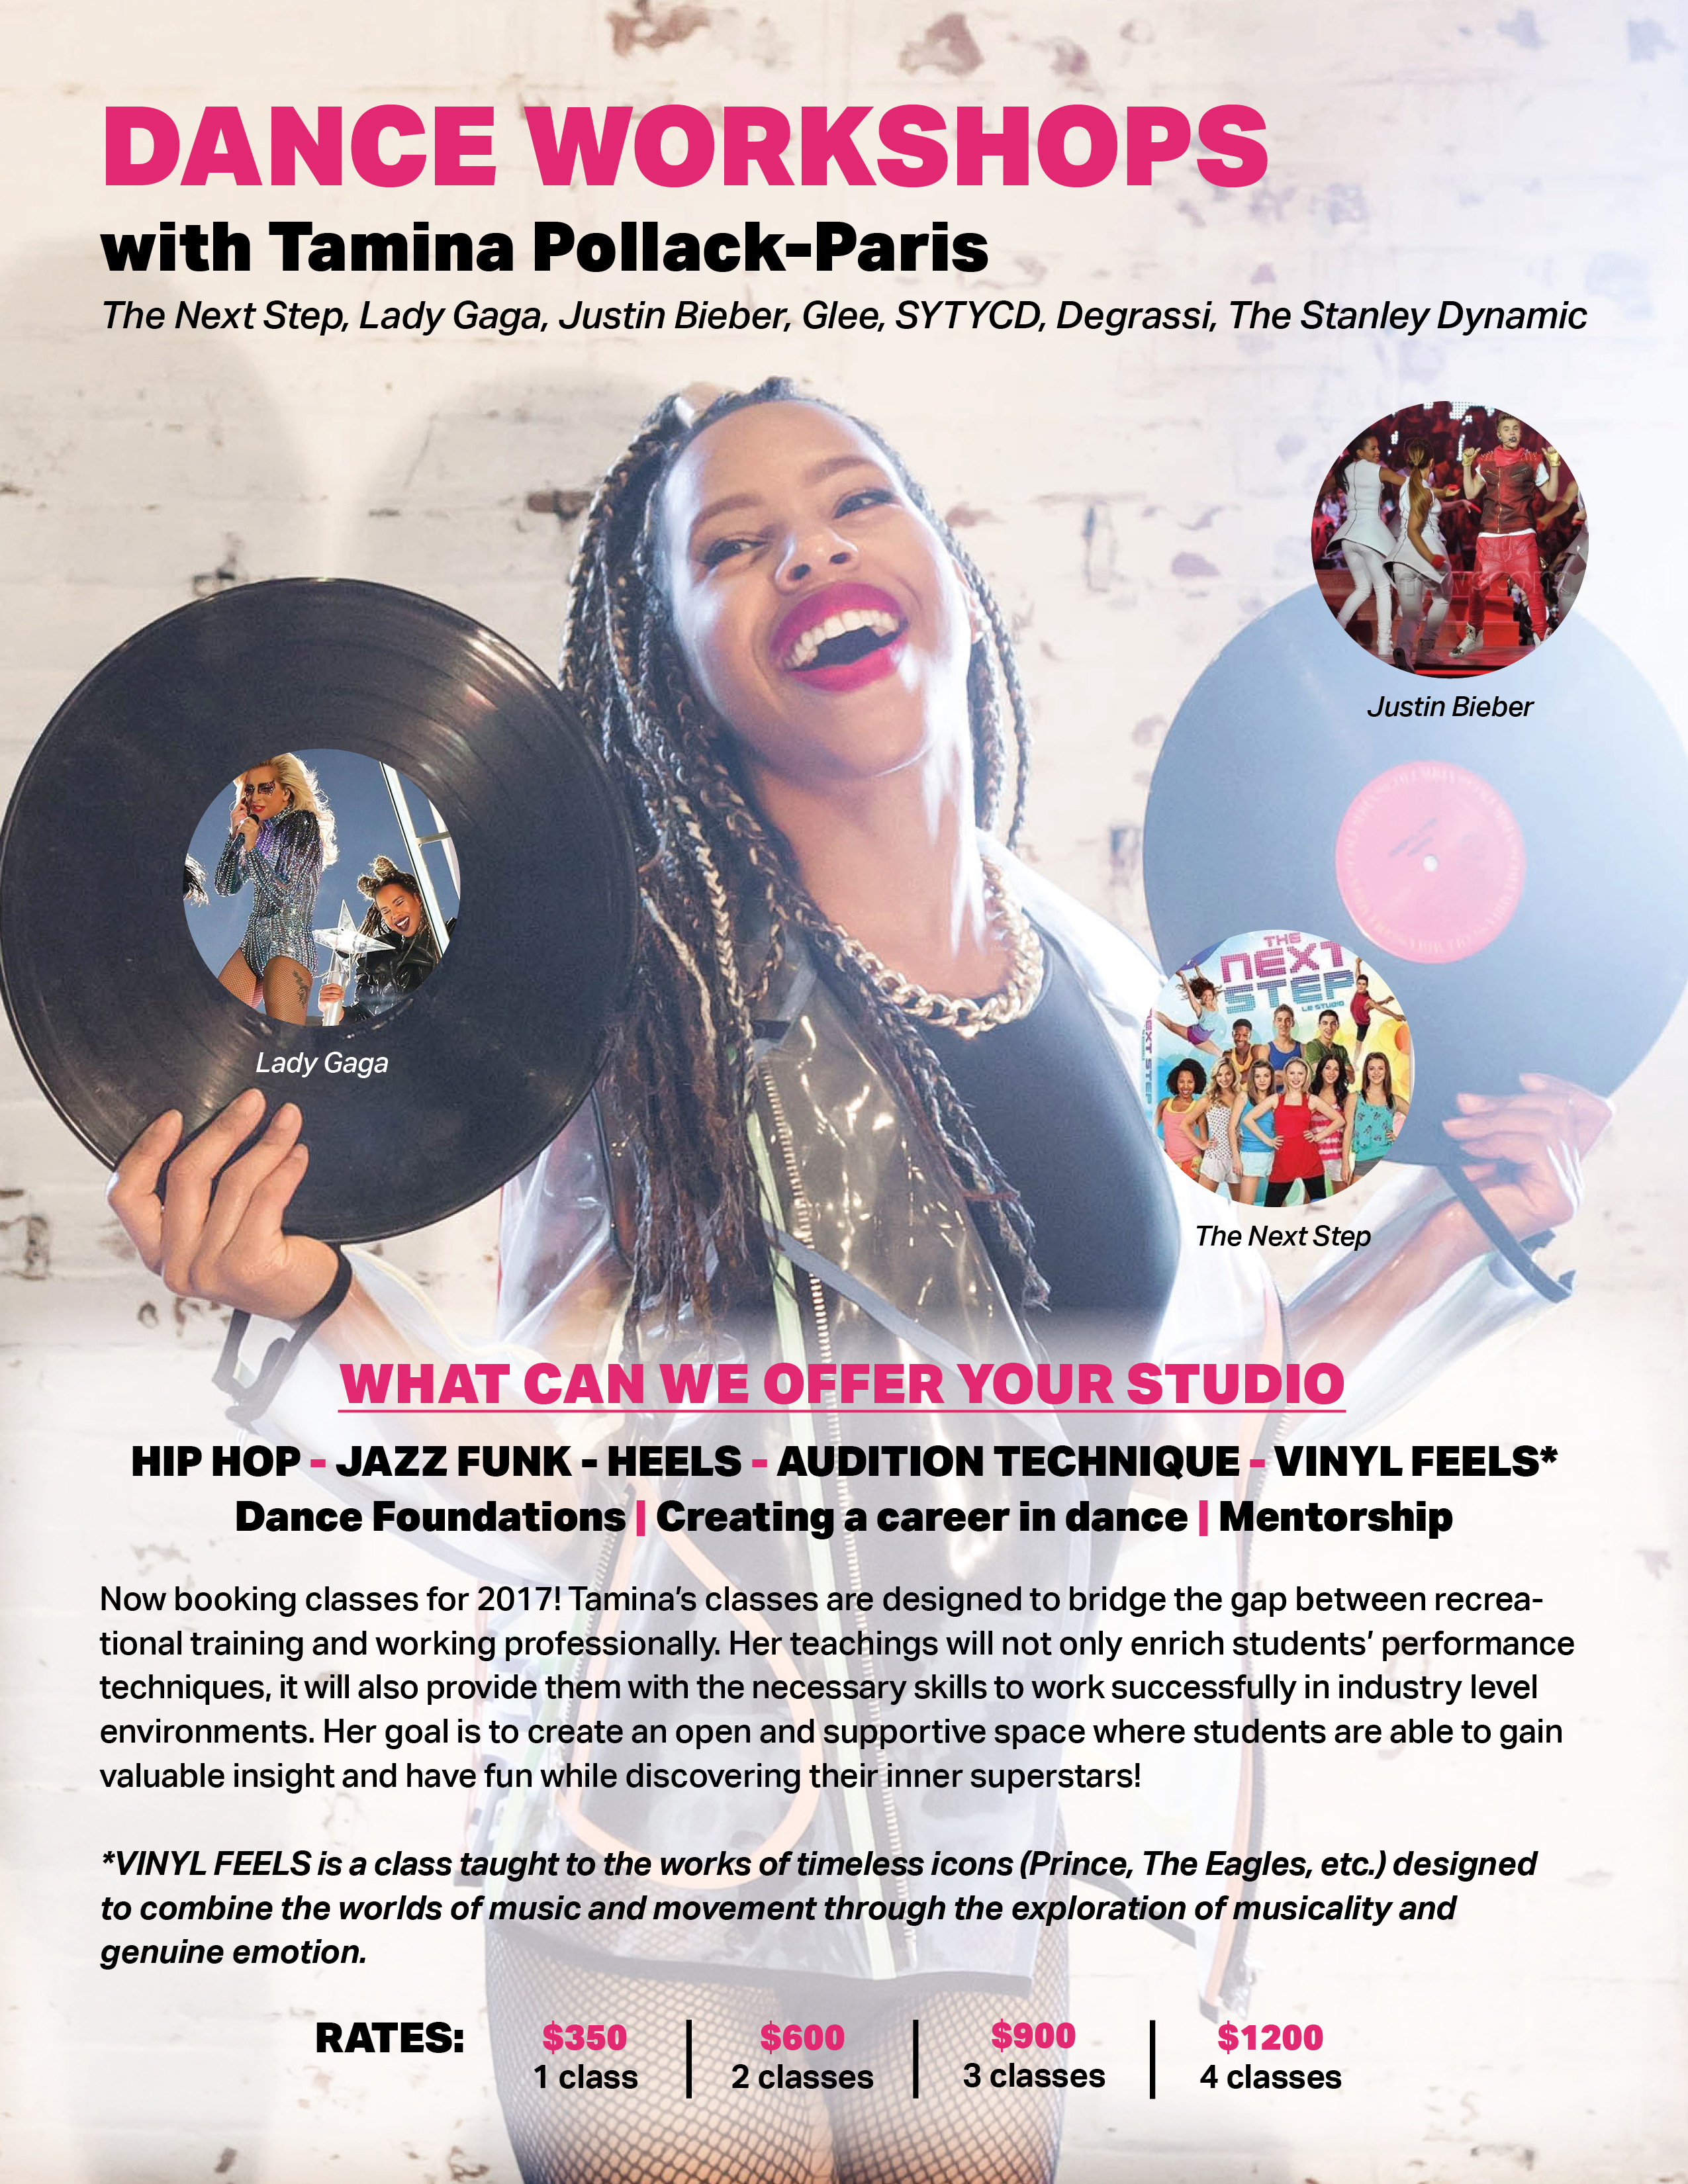 DANCE WORKSHOPS
with Tamina Pollack-Paris
The Next Step, Lady Gaga, Justin Bieber, Glee, SYTYCD, Degrassi, The Stanley Dynamic
Justin Bieber
Lady Gaga
THE
NEXT
STEP
LE STUDIO
The Next Step
WHAT CAN WE OFFER YOUR STUDIO
HIP HOP - JAZZ FUNK - HEELS - AUDITION TECHNIQUE - VINYL FEELS*
Dance Foundations | Creating a career in dance | Mentorship
Now booking classes for 2017! Tamina’s classes are designed to bridge the gap between recrea-
tional training and working professionally. Her teachings will not only enrich students’ performance
techniques, it will also provide them with the necessary skills to work successfully in industry level
environments. Her goal is to create an open and supportive space where students are able to gain
valuable insight and have fun while discovering their inner superstars!
*VINYL FEELS is a class taught to the works of timeless icons (Prince, The Eagles, etc.) designed
to combine the worlds of music and movement through the exploration of musicality and
genuine emotion.
RATES: $350 $600 $900 $1200
1 class 2 classes 3 classes 4 classes